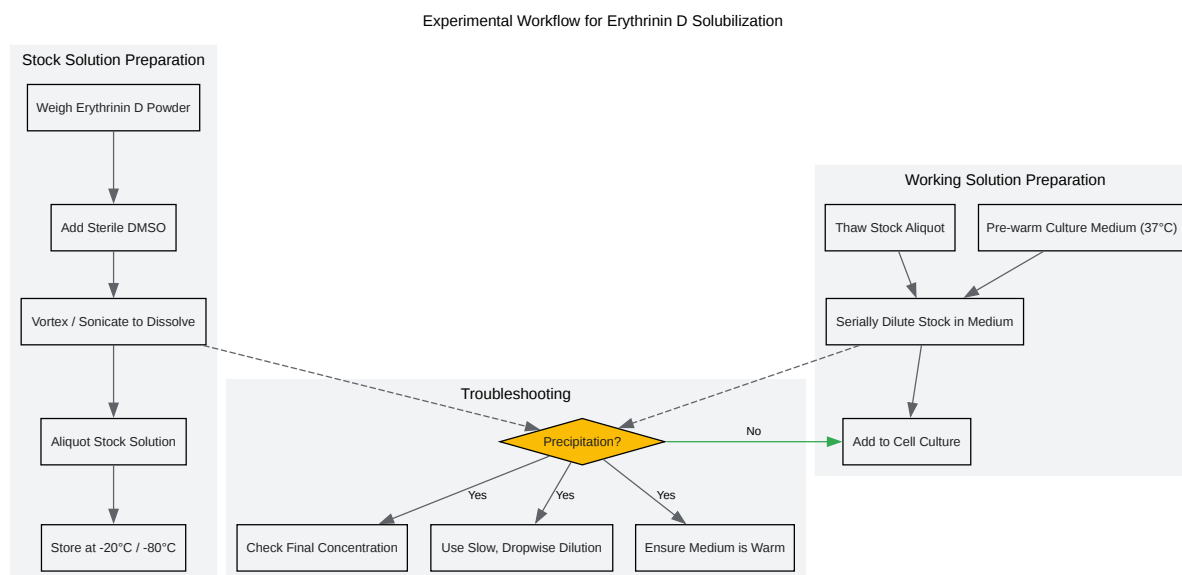 Experimental Workflow for Erythrinin D Solubilization
Stock Solution Preparation
Weigh Erythrinin D Powder
Add Sterile DMSO
Vortex / Sonicate to Dissolve
Aliquot Stock Solution
Store at -20°C / -80°C
Troubleshooting
Precipitation?
No
Yes
Yes
Yes
Check Final Concentration
Use Slow, Dropwise Dilution
Ensure Medium is Warm
Working Solution Preparation
Thaw Stock Aliquot
Pre-warm Culture Medium (37°C)
Serially Dilute Stock in Medium
Add to Cell Culture